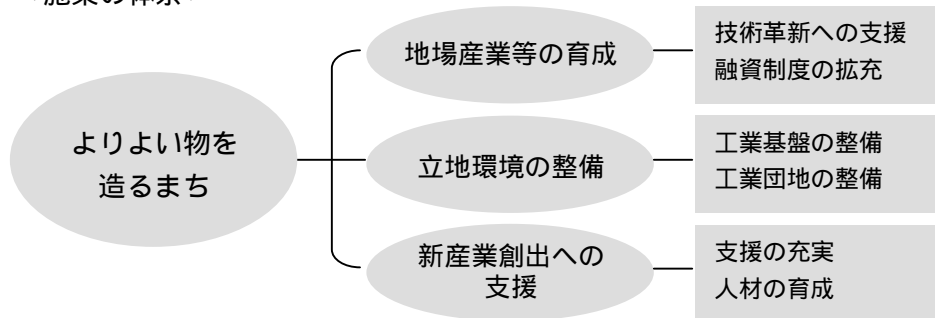 よりよい物を
造るまち
地場産業等の育成
技術革新への支援
融資制度の拡充
立地環境の整備
工業基盤の整備
工業団地の整備
新産業創出への
支援
支援の充実
人材の育成